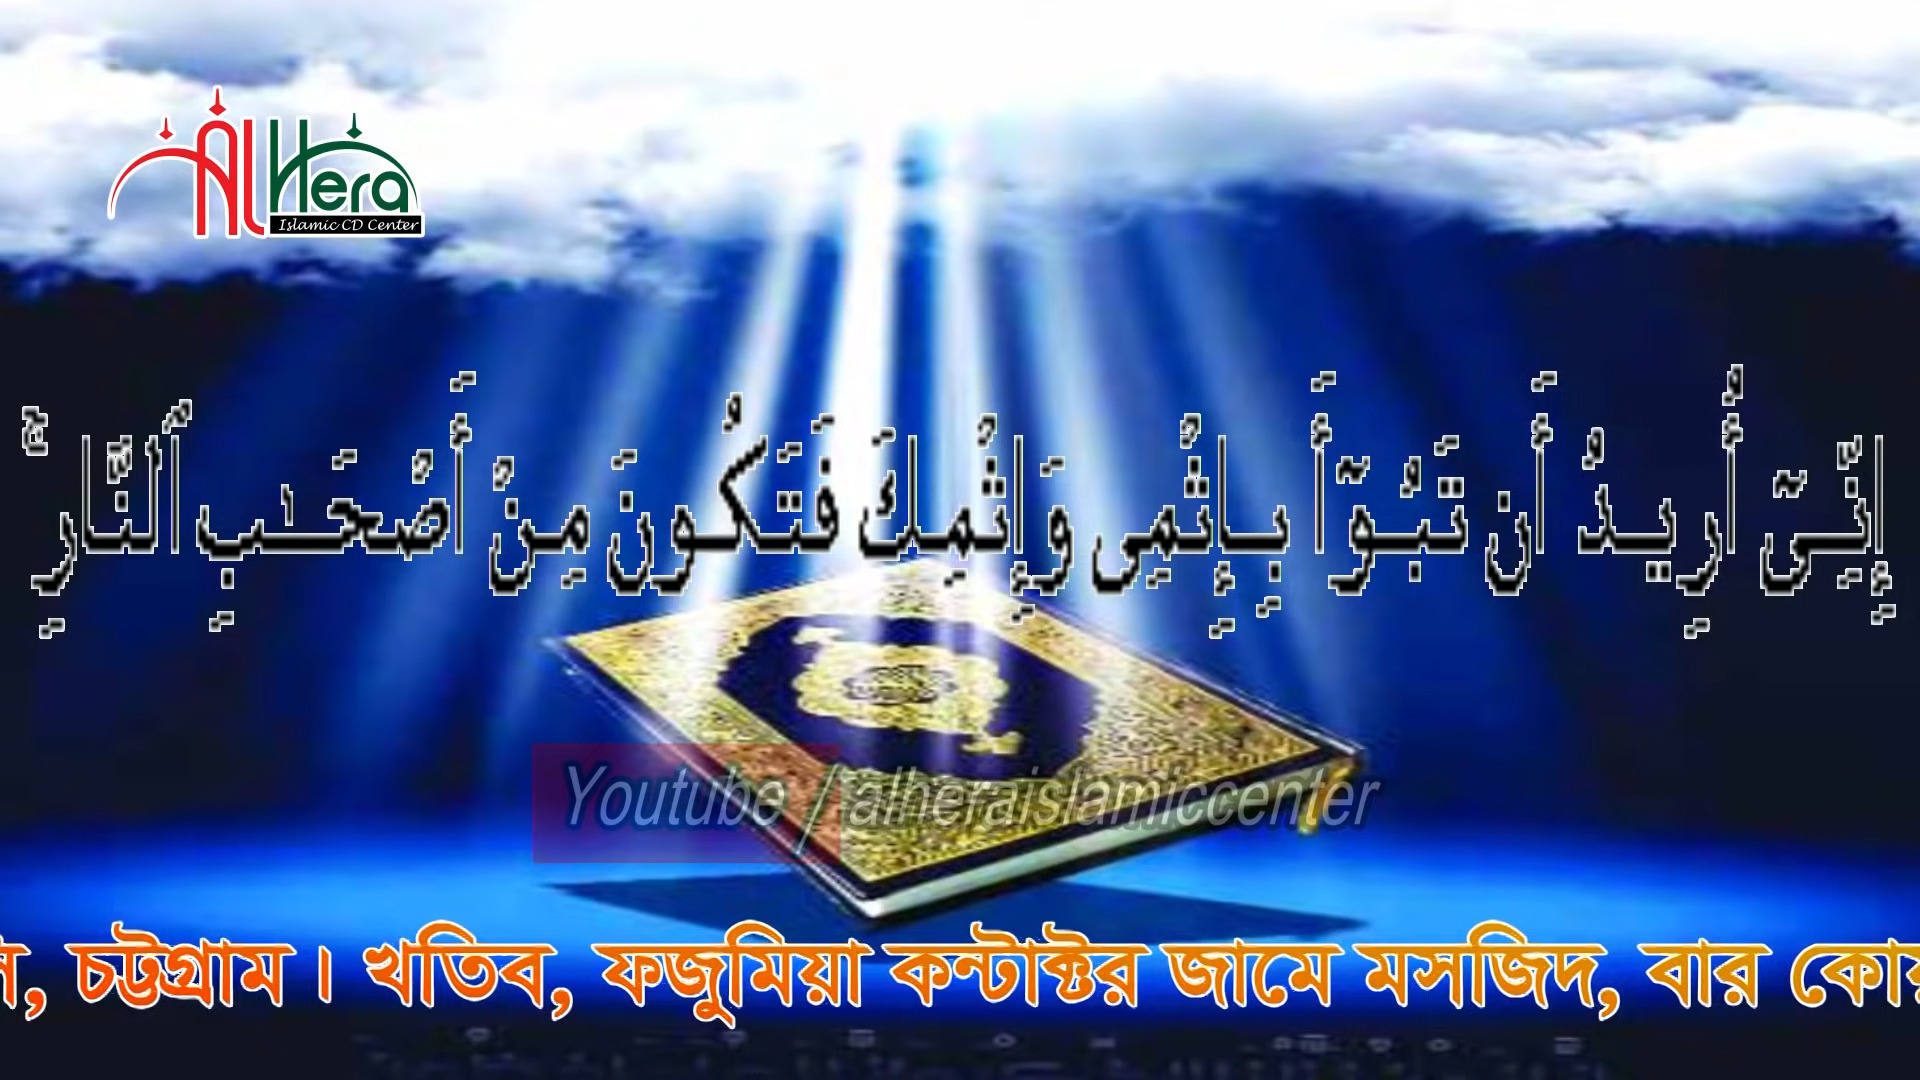 AlHera
Islamic CD Center
إِنِّىٓ أُرِيدُ أَن تَبُوٓأَ بِإِثْمِى وَإِثْمِكَ فَتَكُونَ مِنْ أَصْحَـٰبِ ٱلنَّارِ ۚ
Youtube / alheraislamiccenter
, চট্টগ্রাম । খতিব, ফজুমিয়া কন্টাক্টর জামে মসজিদ, বার